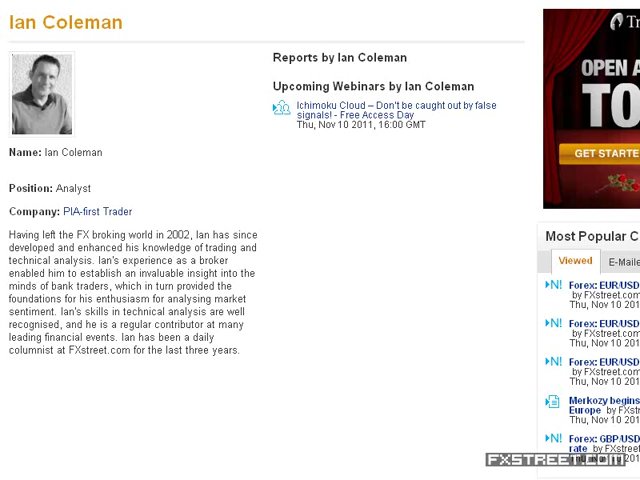 Ian Coleman
Name: Ian Coleman
Position: Analyst
Company: PIA-first Trader
Having left the FX broking world in 2002, Ian has since
developed and enhanced his knowledge of trading and
technical analysis. Ian's experience as a broker
enabled him to establish an invaluable insight into the
minds of bank traders, which in turn provided the
foundations for his enthusiasm for analysing market
sentiment. Ian's skills in technical analysis are well
recognised, and he is a regular contributor at many
leading financial events. Ian has been a daily
columnist at FXstreet.com for the last three years.
Reports by Ian Coleman
Upcoming Webinars by Ian Coleman
Ichimoku Cloud – Don't be caught out by false
signals! - Free Access Day
Thu, Nov 10 2011, 16:00 GMT
OPEN A
TO
GET STARTE
Most Popular C
Viewed E-Maile
N! Forex: EUR/USD
by FXstreet.com
Thu, Nov 10 201
N! Forex: EUR/USD
by FXstreet.com
Thu, Nov 10 201
N! Forex: EUR/USD
by FXstreet.com
Thu, Nov 10 201
Merkozy begins
Europe by FXstr
Thu, Nov 10 201
N! Forex: GBP/USD
rate by FXstreet
Thu, Nov 10 201
FXSTREET.COM